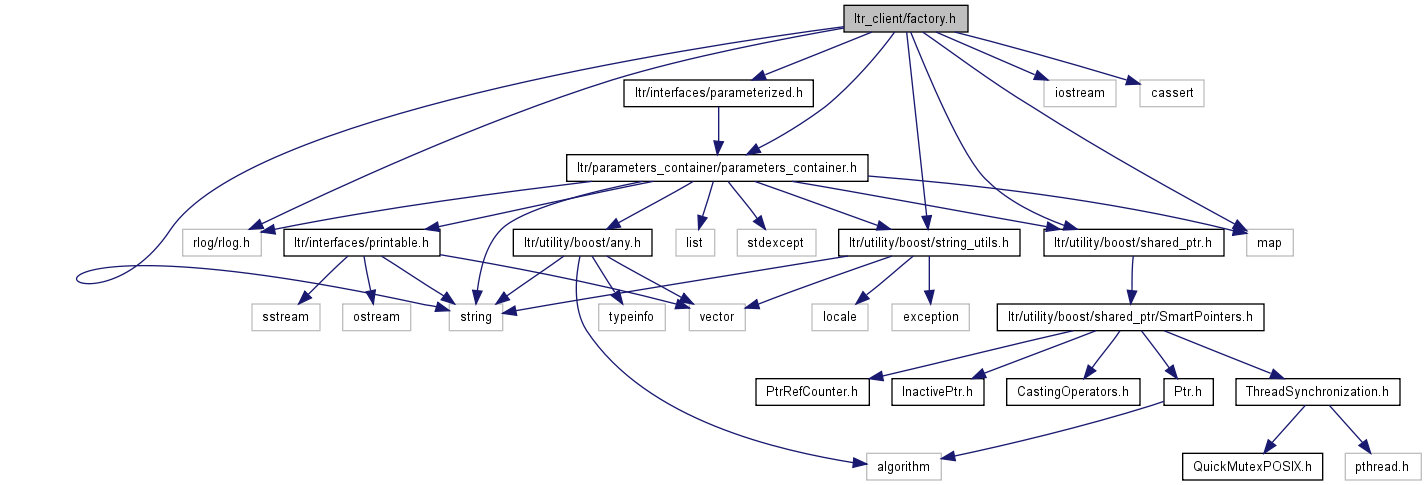 ltr_client/factory.h
ltr/interfaces/parameterized.h
iostream
cassert
ltr/parameters_container/parameters_container.h
rlog/rlog.h
ltr/interfaces/printable.h
ltr/utility/boost/any.h
list
stdexcept
ltr/utility/boost/string_utils.h
ltr/utility/boost/shared_ptr.h
map
sstream
ostream
string
typeinfo
vector
locale
exception
ltr/utility/boost/shared_ptr/SmartPointers.h
PtrRefCounter.h
InactivePtr.h
CastingOperators.h
Ptr.h
ThreadSynchronization.h
algorithm
QuickMutexPOSIX.h
pthread.h